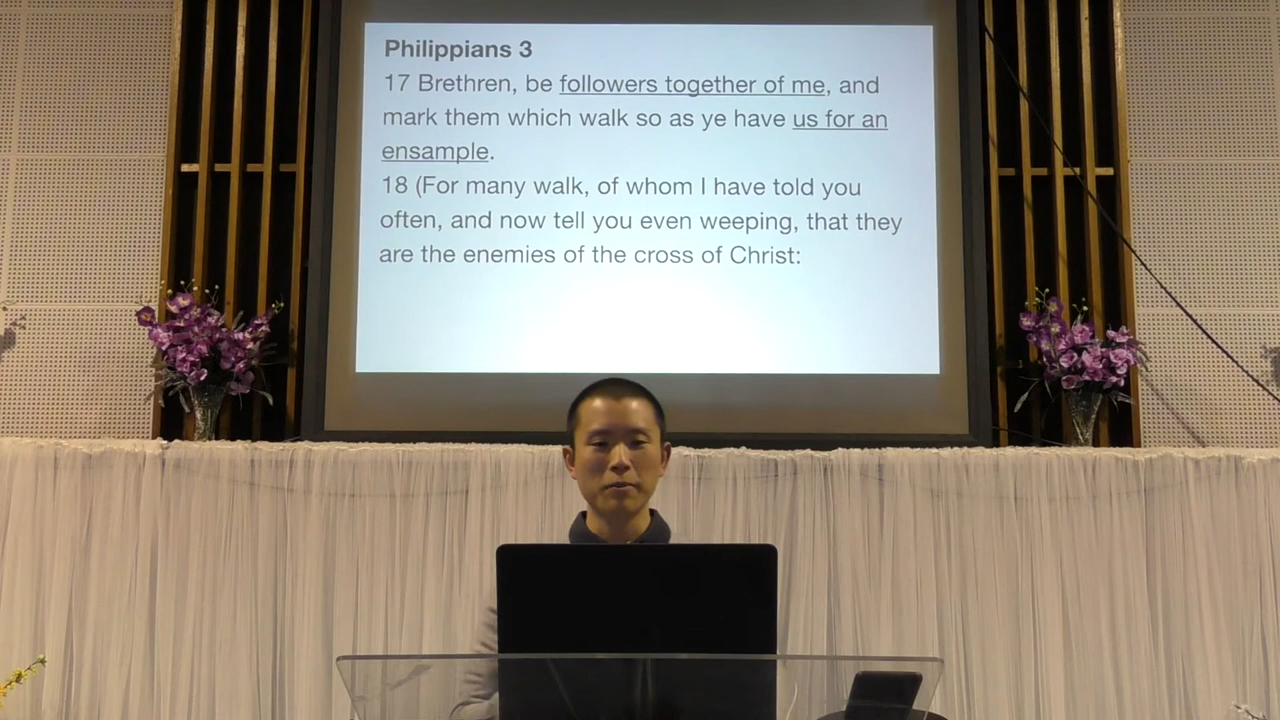 Philippians 3
17 Brethren, be followers together of me, and
mark them which walk so as ye have us for an
ensample.
18 (For many walk, of whom I have told you
often, and now tell you even weeping, that they
are the enemies of the cross of Christ: